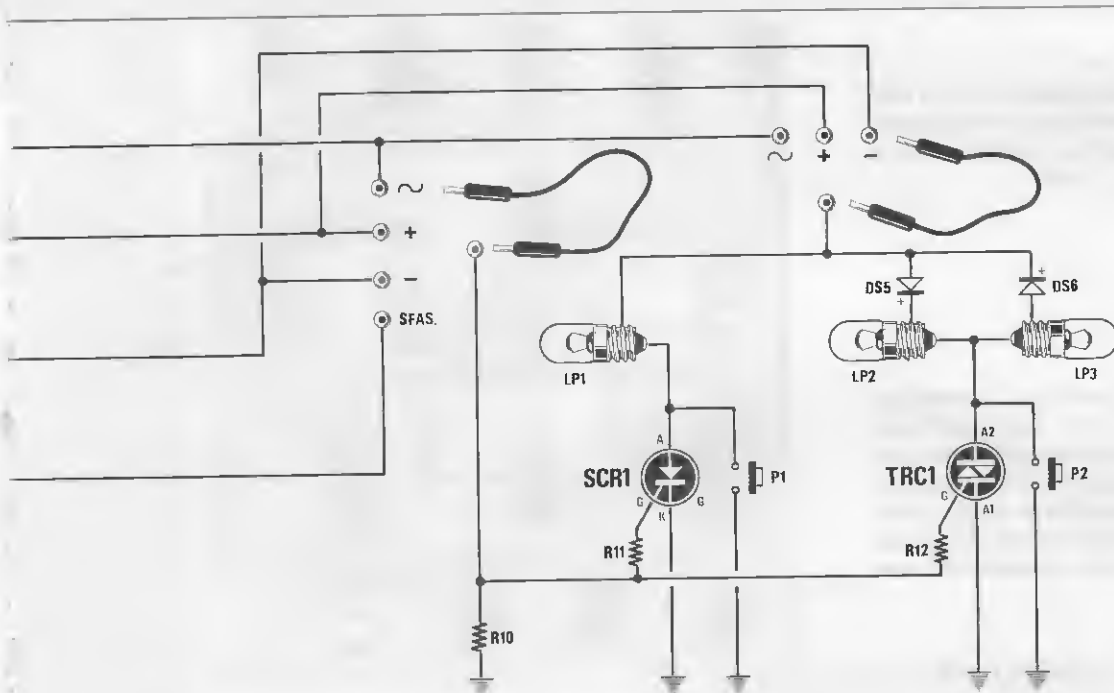 ∼ + −
∼
+
−
SFAS.
DS5
+
+
DS6
LP1
LP2
LP3
A
SCR1
G
K
G
P1
A2
TRC1
G
A1
P2
R11
R12
R10